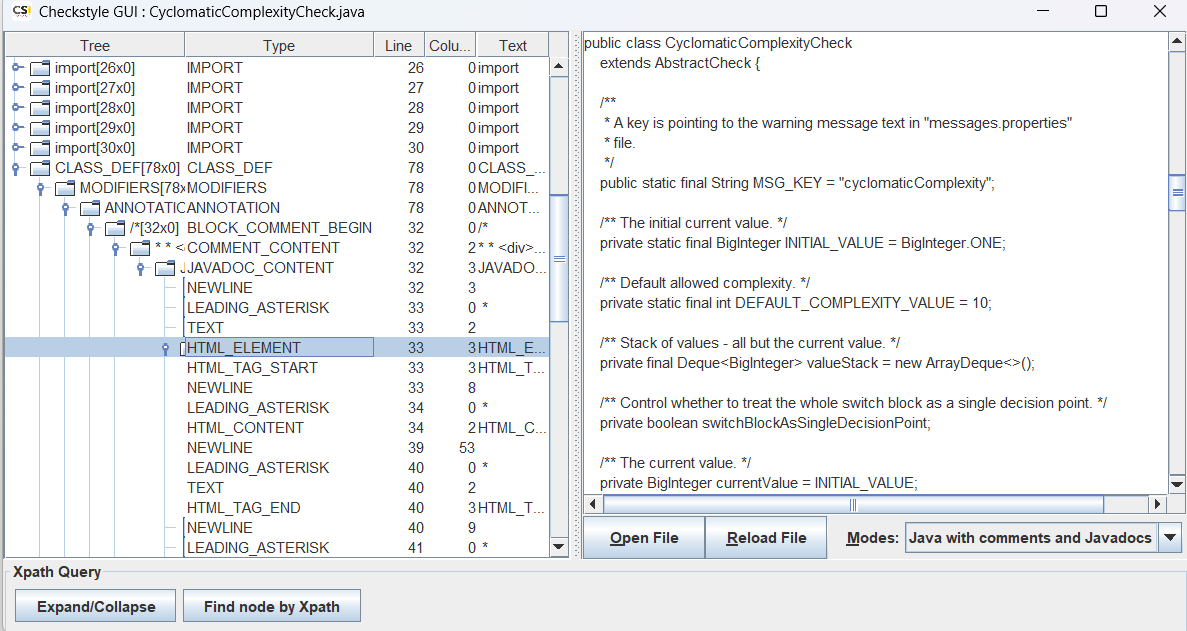 CS! Checkstyle GUI : CyclomaticComplexityCheck.java
Tree Type Line Colu... Text
import[26x0] IMPORT 26 0 import
import[27x0] IMPORT 27 0 import
import[28x0] IMPORT 28 0 import
import[29x0] IMPORT 29 0 import
import[30x0] IMPORT 30 0 import
CLASS_DEF[78x0] CLASS_DEF 78 0 CLASS_...
MODIFIERS[78x MODIFIERS 78 0 MODIFI...
ANNOTATIC ANNOTATION 78 0 ANNOT...
/*[32x0] BLOCK_COMMENT_BEGIN 32 0 /*
* * < COMMENT_CONTENT 32 2 * * <div>...
JAVADOC_CONTENT 32 3 JAVADO...
NEWLINE 32 3
LEADING_ASTERISK 33 0 *
TEXT 33 2
HTML_ELEMENT 33 3 HTML_E...
HTML_TAG_START 33 3 HTML_T...
NEWLINE 33 8
LEADING_ASTERISK 34 0 *
HTML_CONTENT 34 2 HTML_C...
NEWLINE 39 53
LEADING_ASTERISK 40 0 *
TEXT 40 2
HTML_TAG_END 40 3 HTML_T...
NEWLINE 40 9
LEADING_ASTERISK 41 0 *
public class CyclomaticComplexityCheck
extends AbstractCheck {
/**
* A key is pointing to the warning message text in "messages.properties"
* file.
*/
public static final String MSG_KEY = "cyclomaticComplexity";
/** The initial current value. */
private static final BigInteger INITIAL_VALUE = BigInteger.ONE;
/** Default allowed complexity. */
private static final int DEFAULT_COMPLEXITY_VALUE = 10;
/** Stack of values - all but the current value. */
private final Deque<BigInteger> valueStack = new ArrayDeque<>();
/** Control whether to treat the whole switch block as a single decision point. */
private boolean switchBlockAsSingleDecisionPoint;
/** The current value. */
private BigInteger currentValue = INITIAL_VALUE;
Open File Reload File Modes: Java with comments and Javadocs
Xpath Query
Expand/Collapse Find node by Xpath